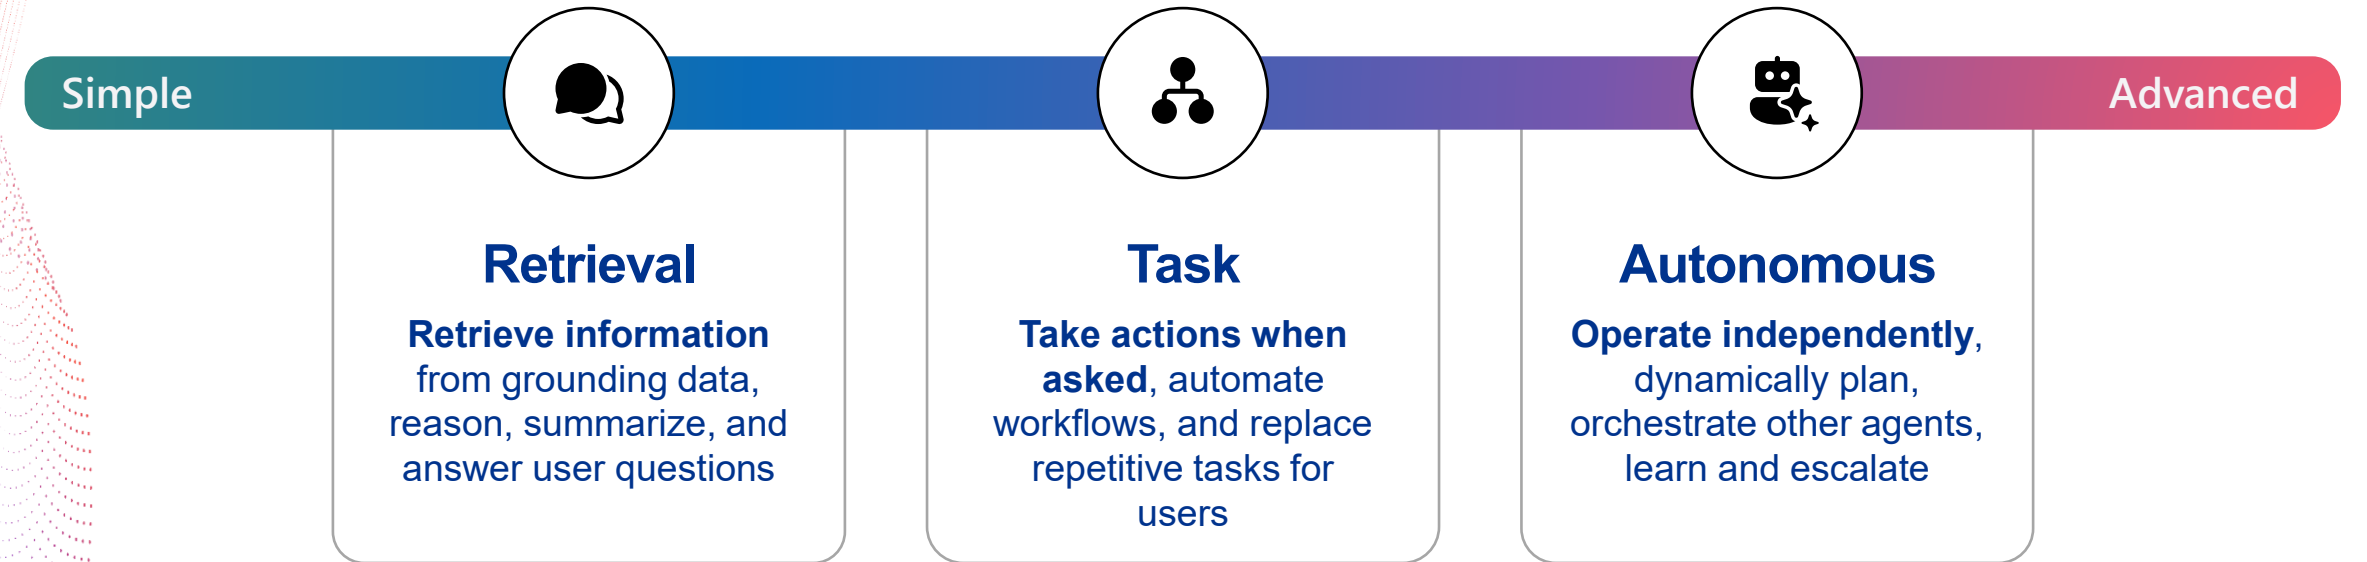 Simple
Advanced
Retrieval
Retrieve information
from grounding data,
reason, summarize, and
answer user questions
Task
Take actions when
asked, automate
workflows, and replace
repetitive tasks for
users
Autonomous
Operate independently,
dynamically plan,
orchestrate other agents,
learn and escalate